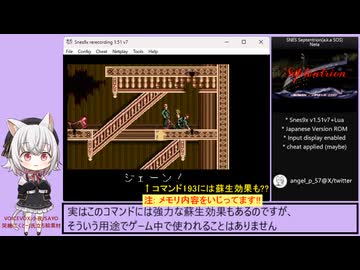 Snes9x rerecording 1.51 v7
File Config Cheat Netplay Tools Help
SNES Septentrion(a.k.a SOS)
Neta
Septentrion
* Snes9x v1.51v7+Lua
* Japanese Version ROM
* Input display enabled
* cheat applied (maybe)
angel_p_57@X/twitter
ジェーン!
↑コマンド193には蘇生効果も??
注: メモリ内容をいじってます!!
実はこのコマンドには強力な蘇生効果もあるのですが、
そういう用途でゲーム中で使われることはありません